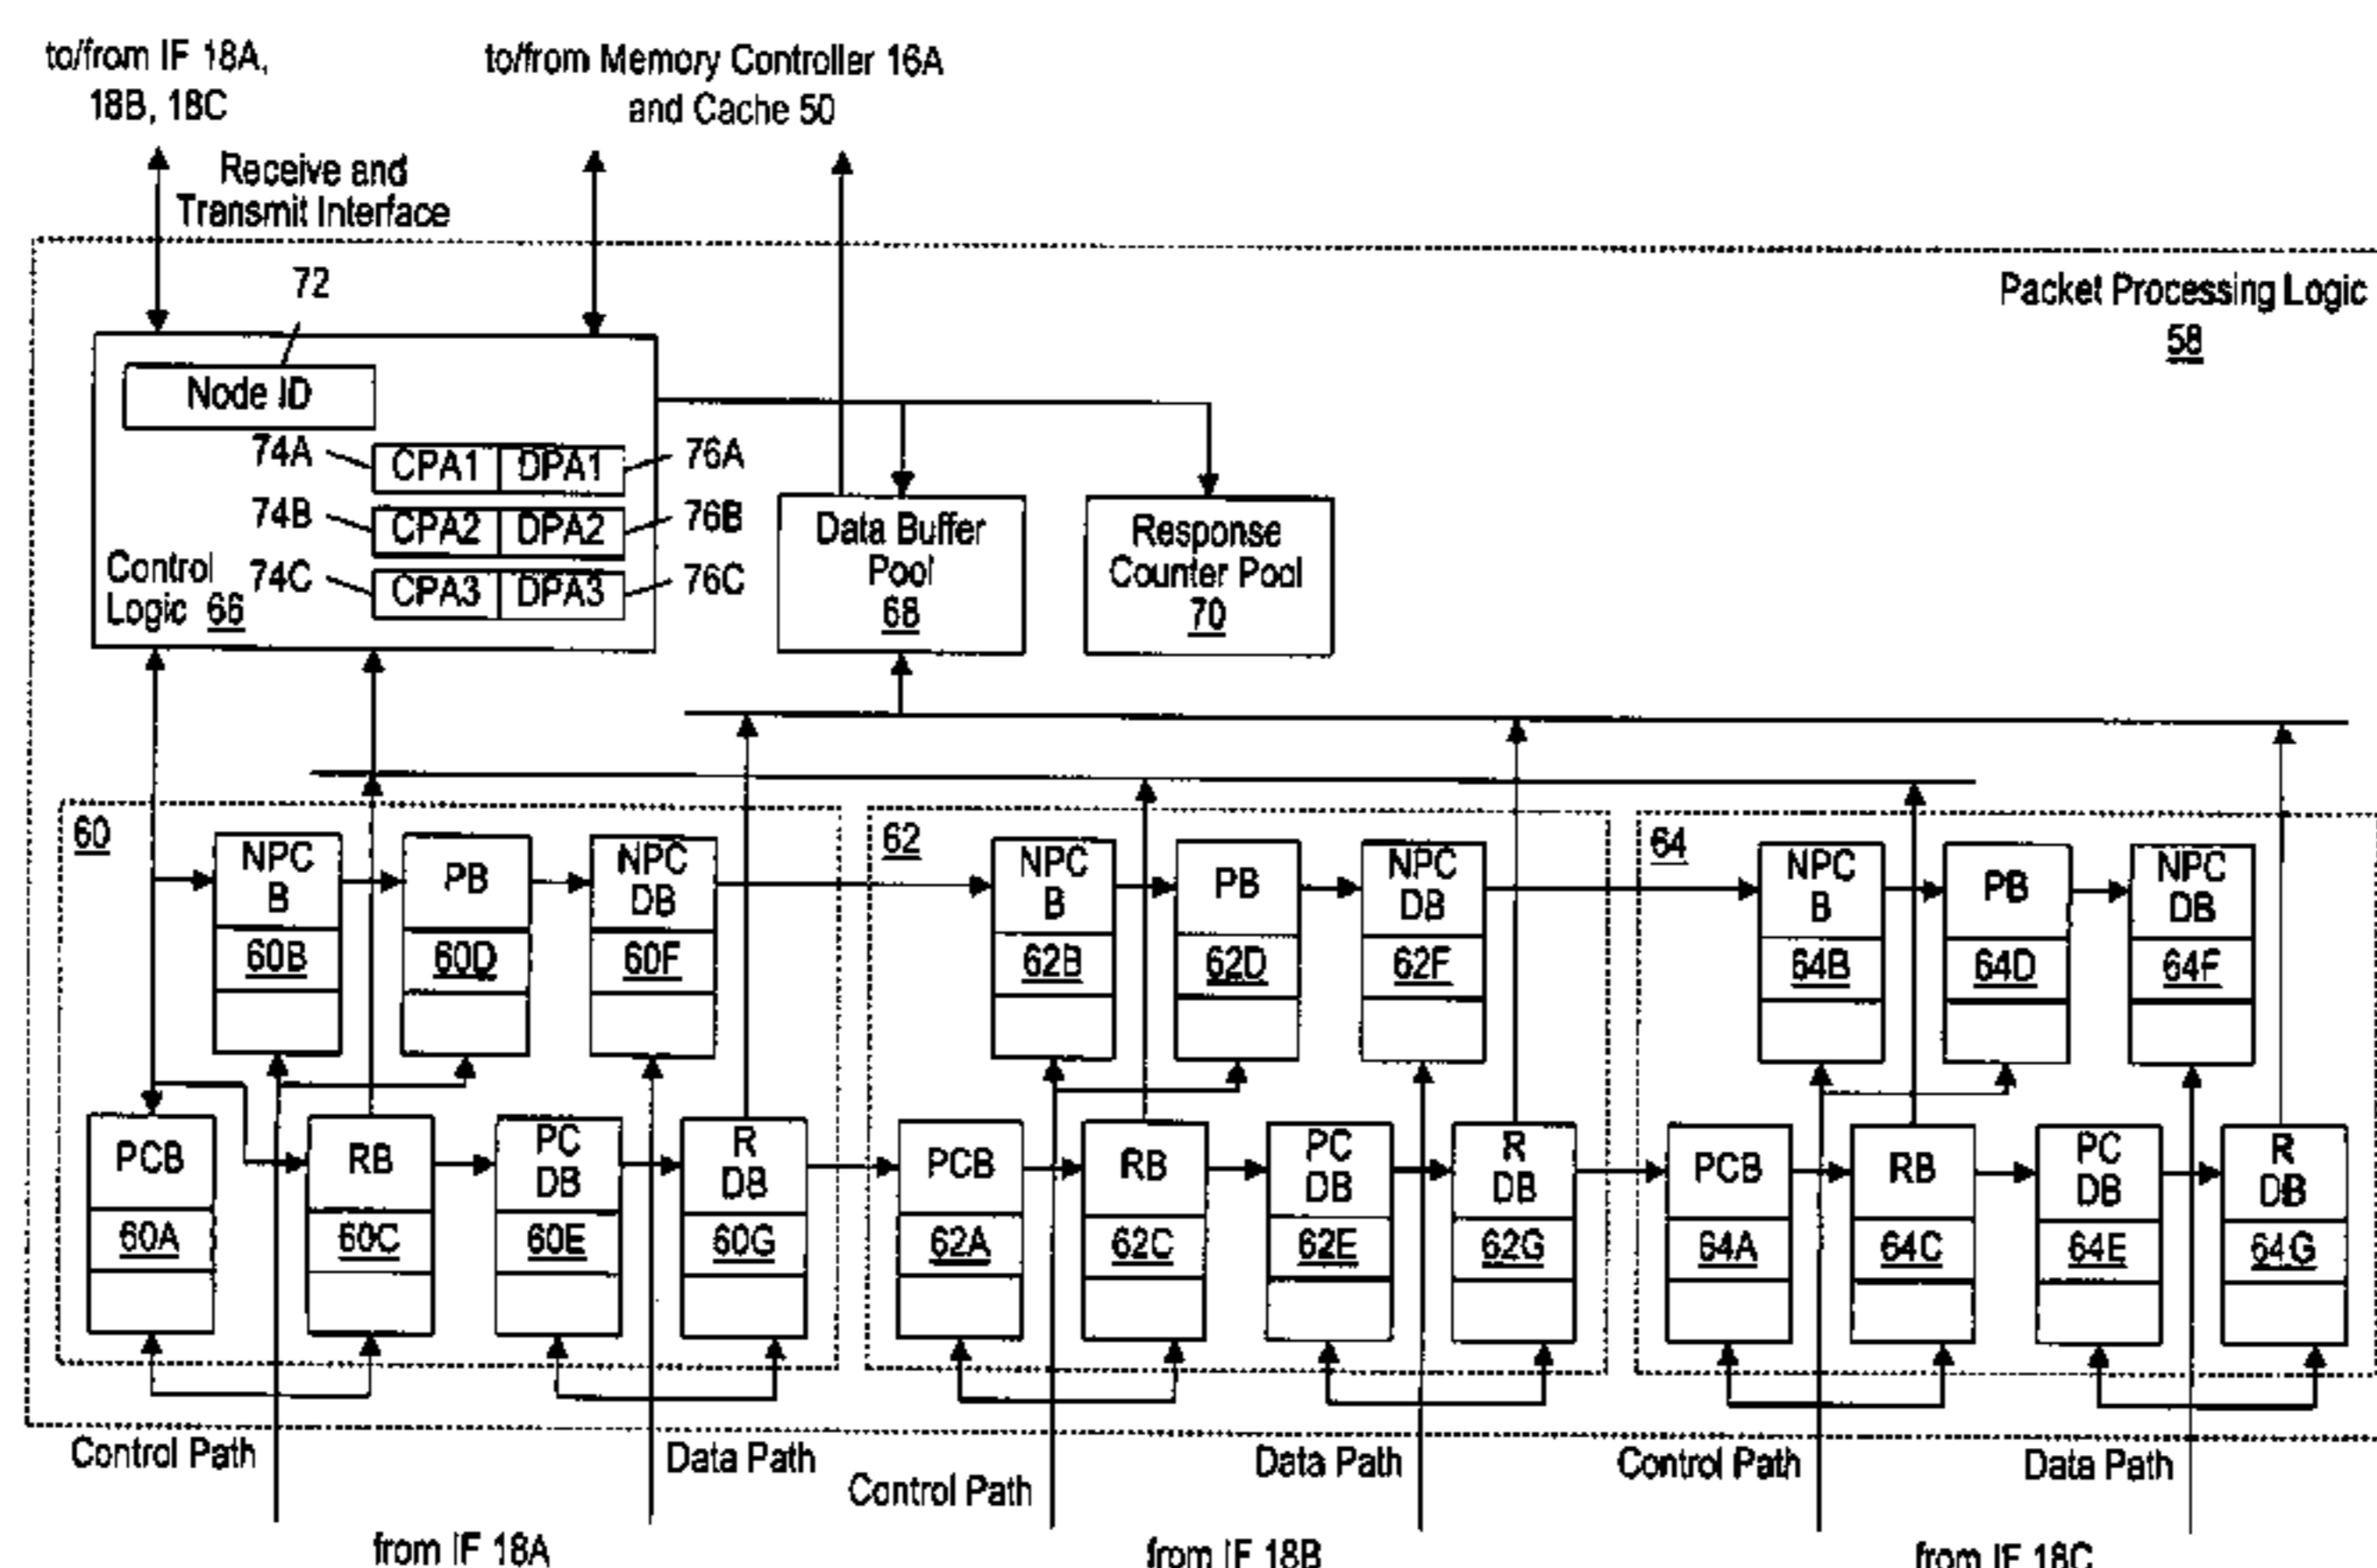 to/from IF 18A,
18B, 18C
to/from Memory Controller 16A
and Cache 50
Receive and
Transmit Interface
Packet Processing Logic
58
72
Node ID
74A CPA1 DPA1 76A
74B CPA2 DPA2 76B
74C CPA3 DPA3 76C
Control
Logic 66
Data Buffer
Pool
68
Response
Counter Pool
70
60
NPC
B
60B
PB
60D
NPC
DB
60F
PCB
60A
RB
60C
PC
DB
60E
R
DB
60G
62
NPC
B
62B
PB
62D
NPC
DB
62F
PCB
62A
RB
62C
PC
DB
62E
R
DB
62G
64
NPC
B
64B
PB
64D
NPC
DB
64F
PCB
64A
RB
64C
PC
DB
64E
R
DB
64G
Control Path
Data Path
Control Path
Data Path
Control Path
Data Path
from IF 18A
from IF 18B
from IF 18C